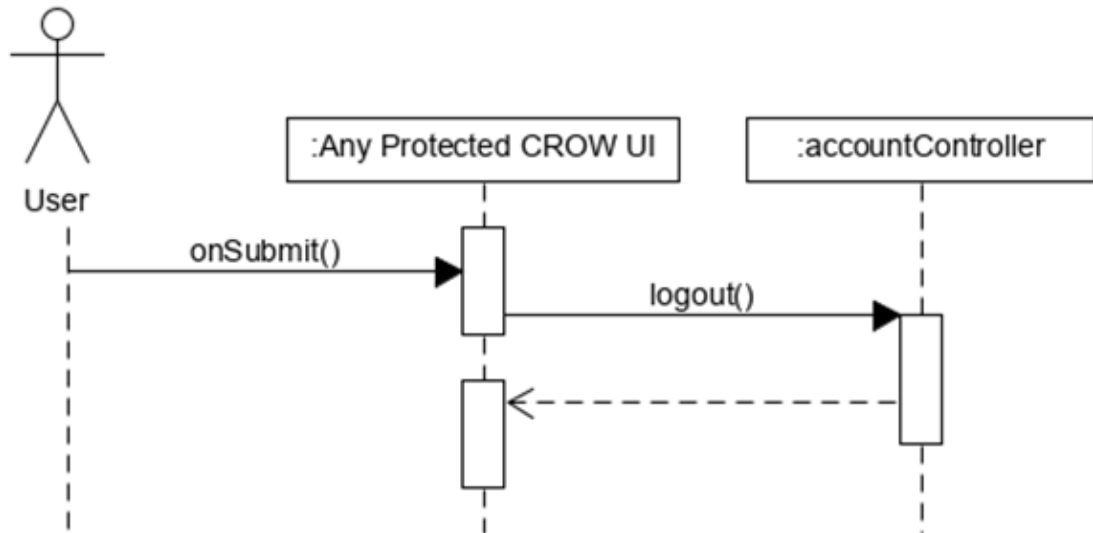 :Any Protected CROW UI
:accountController
User
onSubmit()
logout()